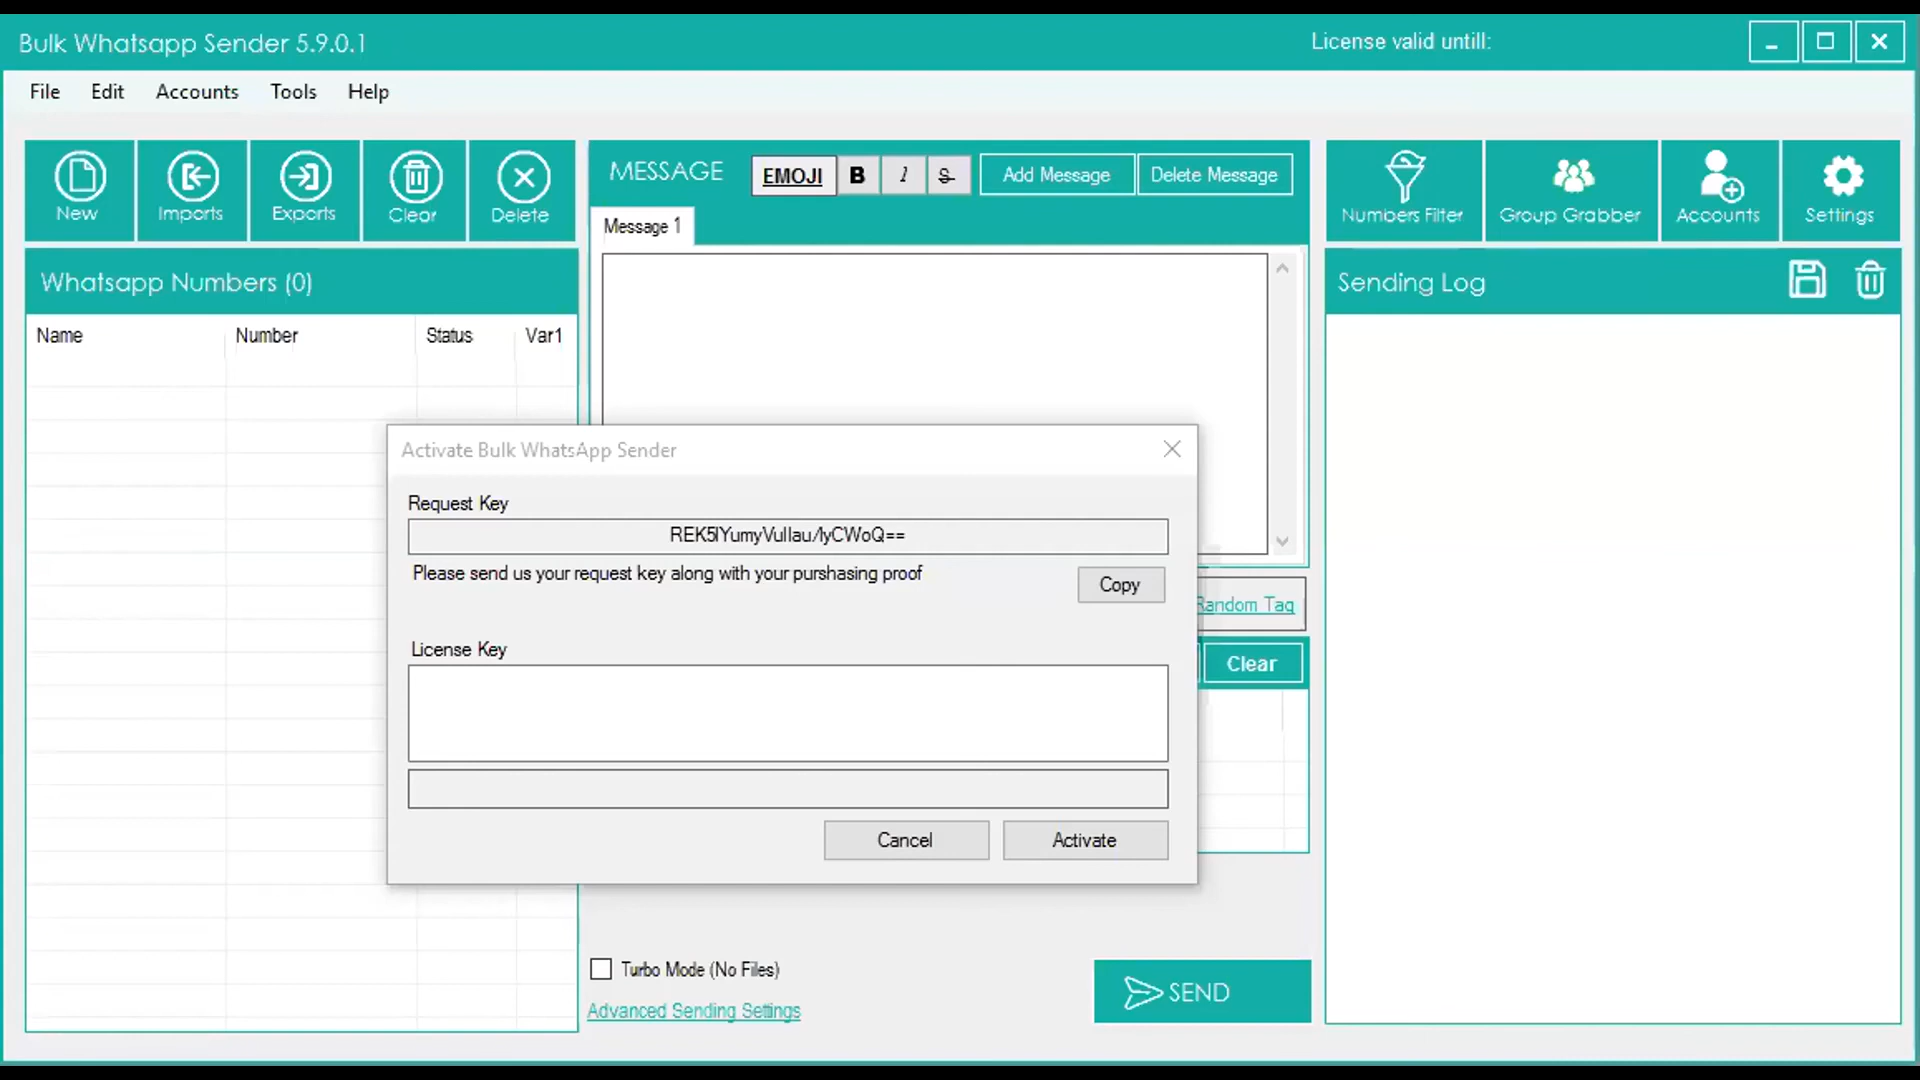 Bulk Whatsapp Sender 5.9.0.1
License valid untill:
File Edit Accounts Tools Help
New Imports Exports Clear Delete
MESSAGE EMOJI B I S Add Message Delete Message
Numbers Filter Group Grabber Accounts Settings
Message 1
Whatsapp Numbers (0)
Sending Log
Name Number Status Var1
Activate Bulk WhatsApp Sender
Request Key
REK5lYumyVullau/lyCWoQ==
Please send us your request key along with your purshasing proof
Copy
Random Tag
License Key
Clear
Cancel Activate
Turbo Mode (No Files)
Advanced Sending Settings
SEND